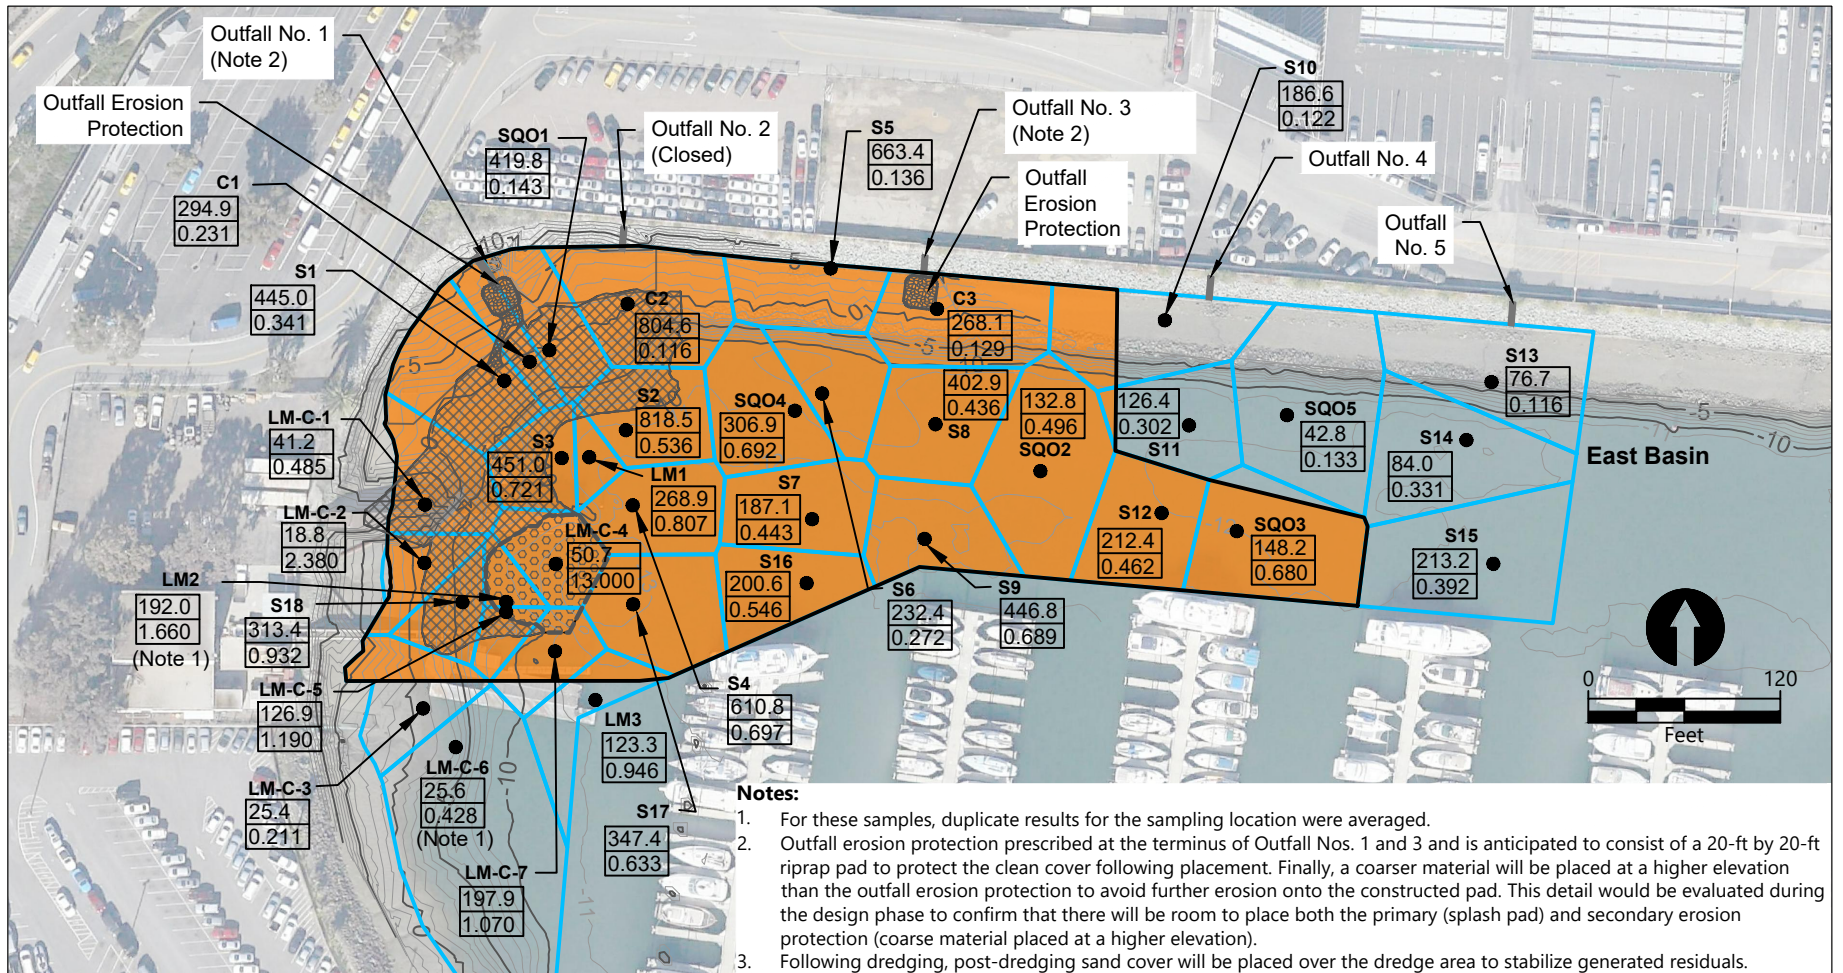 Outfall No. 1
(Note 2)
Outfall Erosion
Protection
C1
294.9
0.231
S1
445.0
0.341
SQO1
419.8
0.143
Outfall No. 2
(Closed)
S5
663.4
0.136
Outfall No. 3
(Note 2)
Outfall
Erosion
Protection
S10
186.6
0.122
Outfall No. 4
Outfall
No. 5
C2
804.6
0.116
C3
268.1
0.129
S2
818.5
0.536
SQO4
306.9
0.692
402.9
0.436
S8
132.8
0.496
SQO2
126.4
0.302
S11
SQO5
42.8
0.133
S13
76.7
0.116
S14
84.0
0.331
East Basin
LM-C-1
41.2
0.485
S3
451.0
0.721
LM1
268.9
0.807
S7
187.1
0.443
S12
212.4
0.462
SQO3
148.2
0.680
S15
213.2
0.392
LM-C-2
18.8
2.380
LM-C-4
50.7
13.000
S16
200.6
0.546
S6
232.4
0.272
S9
446.8
0.689
LM2
192.0
1.660
(Note 1)
S18
313.4
0.932
LM-C-5
126.9
1.190
LM-C-3
25.4
0.211
LM-C-6
25.6
0.428
(Note 1)
LM-C-7
197.9
1.070
LM3
123.3
0.946
S17
347.4
0.633
S4
610.8
0.697
-5
-10
-5
-10
-11
5
0
0 120
Feet
Notes:
1. For these samples, duplicate results for the sampling location were averaged.
2. Outfall erosion protection prescribed at the terminus of Outfall Nos. 1 and 3 and is anticipated to consist of a 20-ft by 20-ft
riprap pad to protect the clean cover following placement. Finally, a coarser material will be placed at a higher elevation
than the outfall erosion protection to avoid further erosion onto the constructed pad. This detail would be evaluated during
the design phase to confirm that there will be room to place both the primary (splash pad) and secondary erosion
protection (coarse material placed at a higher elevation).
3. Following dredging, post-dredging sand cover will be placed over the dredge area to stabilize generated residuals.